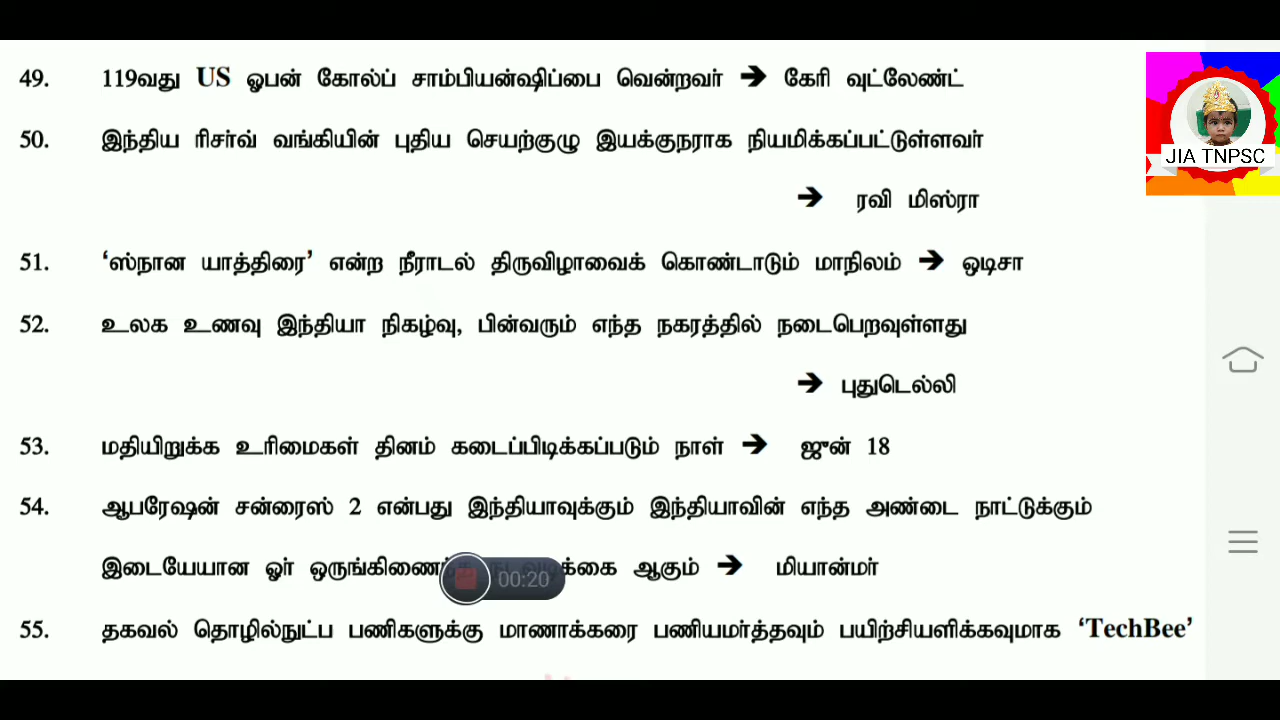 49. 119வது US ஓபன் கோல்ப் சாம்பியன்ஷிப்பை வென்றவர் ➔ கேரி வுட்லேண்ட்
50. இந்திய ரிசர்வ் வங்கியின் புதிய செயற்குழு இயக்குநராக நியமிக்கப்பட்டுள்ளவர்
➔ ரவி மிஸ்ரா
51. ‘ஸ்நான யாத்திரை’ என்ற நீராடல் திருவிழாவைக் கொண்டாடும் மாநிலம் ➔ ஒடிசா
52. உலக உணவு இந்தியா நிகழ்வு, பின்வரும் எந்த நகரத்தில் நடைபெறவுள்ளது
➔ புதுடெல்லி
53. மதியிறுக்க உரிமைகள் தினம் கடைப்பிடிக்கப்படும் நாள் ➔ ஜுன் 18
54. ஆபரேஷன் சன்ரைஸ் 2 என்பது இந்தியாவுக்கும் இந்தியாவின் எந்த அண்டை நாட்டுக்கும்
இடையேயான ஓர் ஆகும் ➔ மியான்மர்
00:20
55. தகவல் தொழில்நுட்ப பணிகளுக்கு மாணாக்கரை பணியமர்த்தவும் பயிற்சியளிக்கவுமாக ‘TechBee’
JIA TNPSC